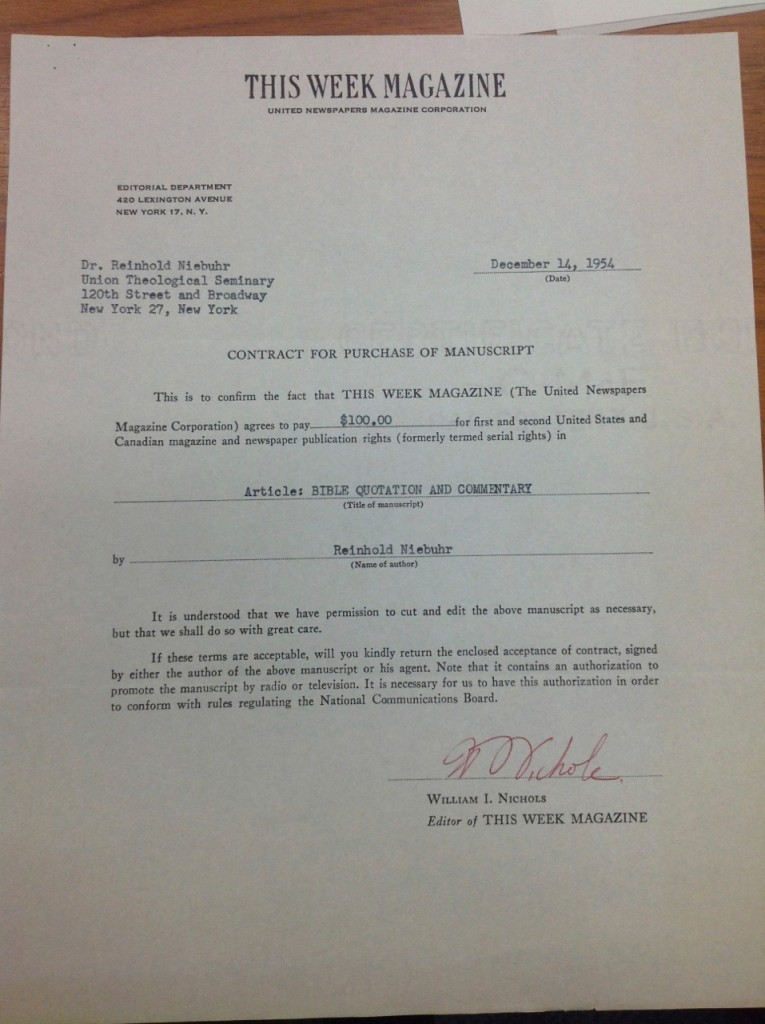 THIS WEEK MAGAZINE
UNITED NEWSPAPERS MAGAZINE CORPORATION
EDITORIAL DEPARTMENT
420 LEXINGTON AVENUE
NEW YORK 17, N. Y.
Dr. Reinhold Niebuhr
Union Theological Seminary
120th Street and Broadway
New York 27, New York
December 14, 1954
(Date)
CONTRACT FOR PURCHASE OF MANUSCRIPT
This is to confirm the fact that THIS WEEK MAGAZINE (The United Newspapers
Magazine Corporation) agrees to pay $100.00 for first and second United States and
Canadian magazine and newspaper publication rights (formerly termed serial rights) in
Article: BIBLE QUOTATION AND COMMENTARY
(Title of manuscript)
by Reinhold Niebuhr
(Name of author)
It is understood that we have permission to cut and edit the above manuscript as necessary,
but that we shall do so with great care.
If these terms are acceptable, will you kindly return the enclosed acceptance of contract, signed
by either the author of the above manuscript or his agent. Note that it contains an authorization to
promote the manuscript by radio or television. It is necessary for us to have this authorization in order
to conform with rules regulating the National Communications Board.
W Nichols
WILLIAM I. NICHOLS
Editor of THIS WEEK MAGAZINE